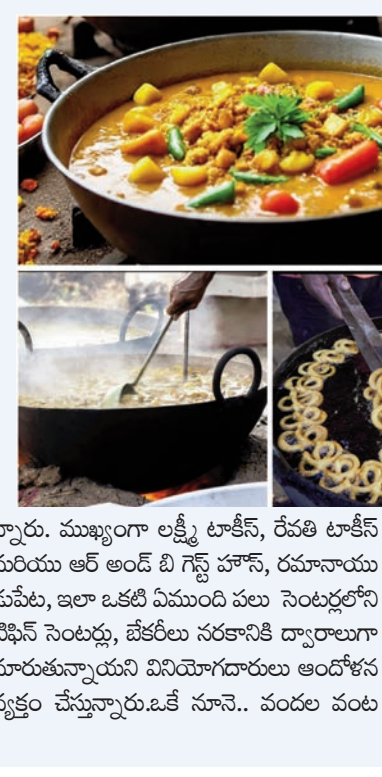 న్నారు. ముఖ్యంగా లక్ష్మీ టాకీస్, రేవతి టాకీస్
మరియు ఆర్ అండ్ బి గెస్ట్ హౌస్, రమానాయు
డుపేట, ఇలా ఒకటి ఏముంది పలు సెంటర్లలోని
టిఫిన్ సెంటర్లు, బేకరీలు నరకానికి ద్వారాలుగా
మారుతున్నాయని వినియోగదారులు ఆందోళన
వ్యక్తం చేస్తున్నారు.ఒకే నూనె.. వందల వంట